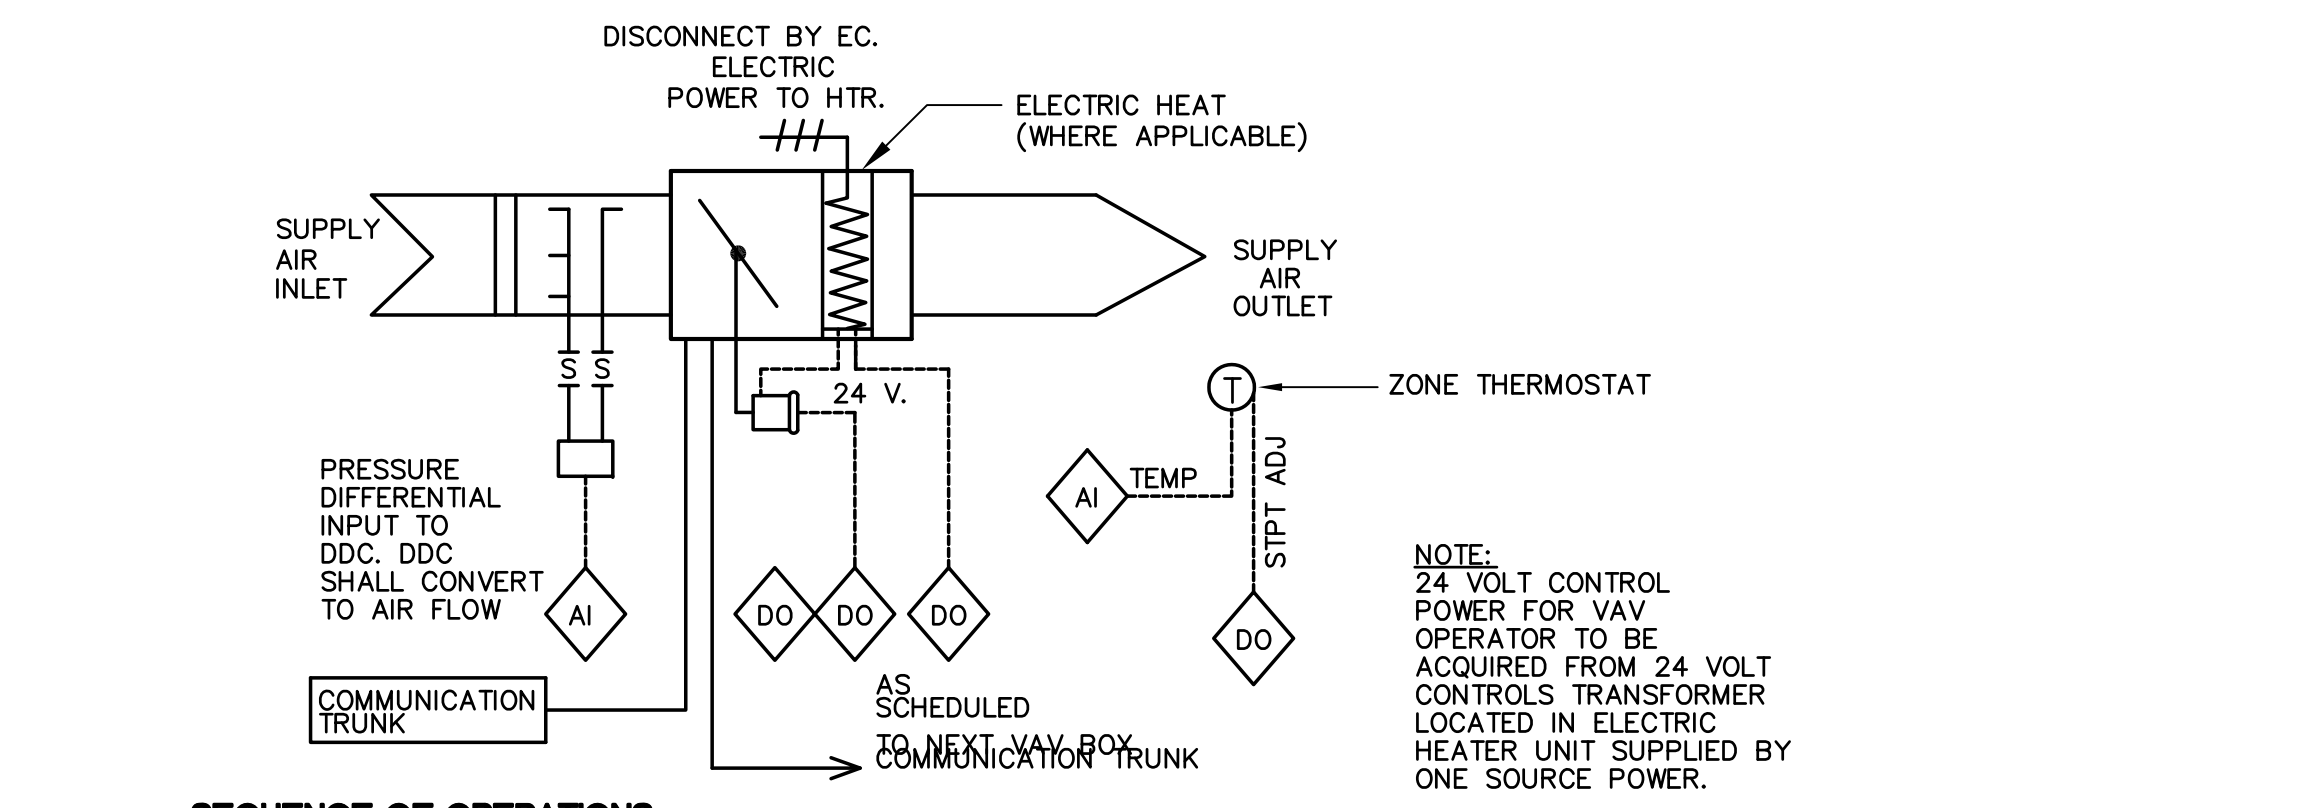 DISCONNECT BY EC.
ELECTRIC
POWER TO HTR.
ELECTRIC HEAT
(WHERE APPLICABLE)
SUPPLY
AIR
INLET
SUPPLY
AIR
OUTLET
S S
24 V.
T
ZONE THERMOSTAT
PRESSURE
DIFFERENTIAL
INPUT TO
DDC. DDC
SHALL CONVERT
TO AIR FLOW
AI
DO DO DO
AI
TEMP
STPT ADJ
DO
NOTE:
24 VOLT CONTROL
POWER FOR VAV
OPERATOR TO BE
ACQUIRED FROM 24 VOLT
CONTROLS TRANSFORMER
LOCATED IN ELECTRIC
HEATER UNIT SUPPLIED BY
ONE SOURCE POWER.
COMMUNICATION
TRUNK
AS
SCHEDULED
TO NEXT VAV BOX
COMMUNICATION TRUNK
SEQUENCE OF OPERATIONS